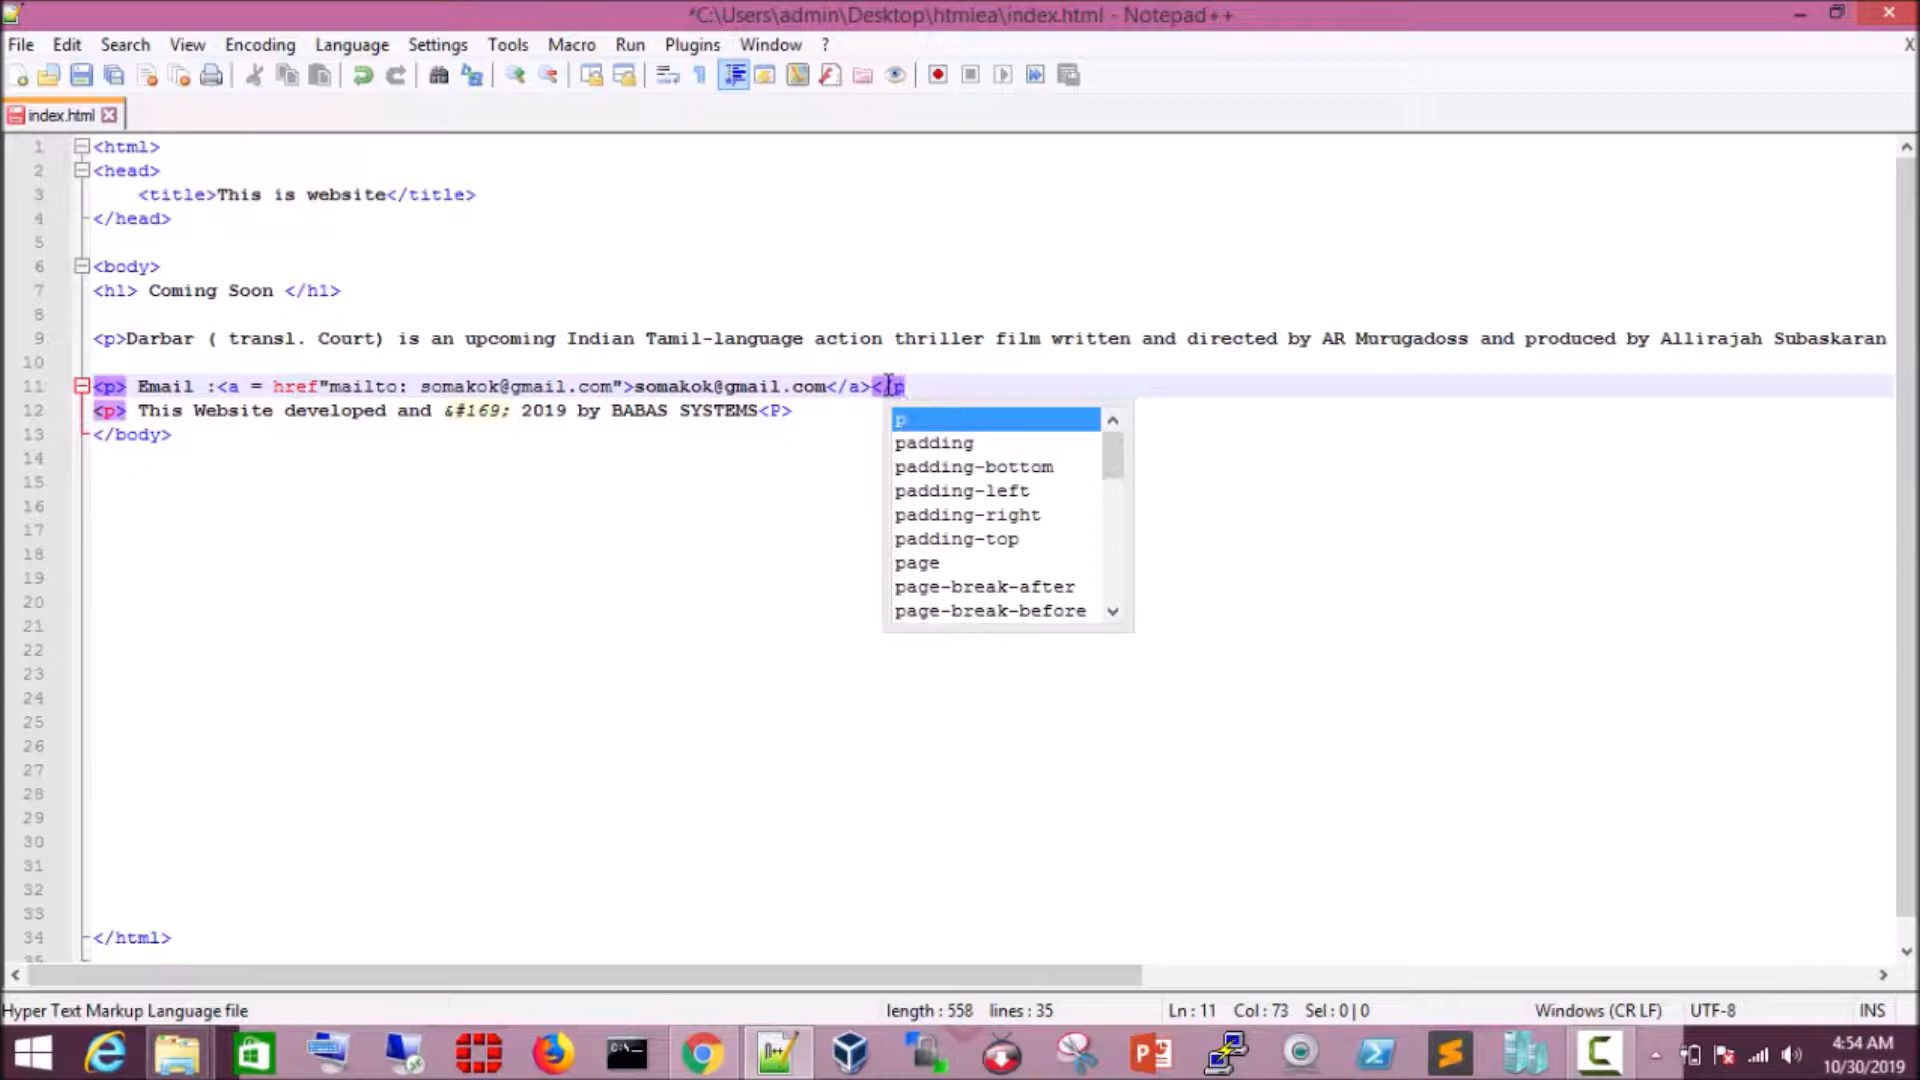 *C:\Users\admin\Desktop\htmlea\index.html - Notepad++
File Edit Search View Encoding Language Settings Tools Macro Run Plugins Window ? X
index.html
1 <html>
2 <head>
3 <title>This is website</title>
4 </head>
5
6 <body>
7 <h1> Coming Soon </h1>
8
9 <p>Darbar ( transl. Court) is an upcoming Indian Tamil-language action thriller film written and directed by AR Murugadoss and produced by Allirajah Subaskaran
10
11 <p> Email :<a = href"mailto: somakok@gmail.com">somakok@gmail.com</a></p
12 <p> This Website developed and &#169; 2019 by BABAS SYSTEMS<P>
13 </body>
14
15
16
17
18
19
20
21
22
23
24
25
26
27
28
29
30
31
32
33
34 </html>
35
p
padding
padding-bottom
padding-left
padding-right
padding-top
page
page-break-after
page-break-before
Hyper Text Markup Language file length : 558 lines : 35 Ln : 11 Col : 73 Sel : 0 | 0 Windows (CR LF) UTF-8 INS
4:54 AM
10/30/2019